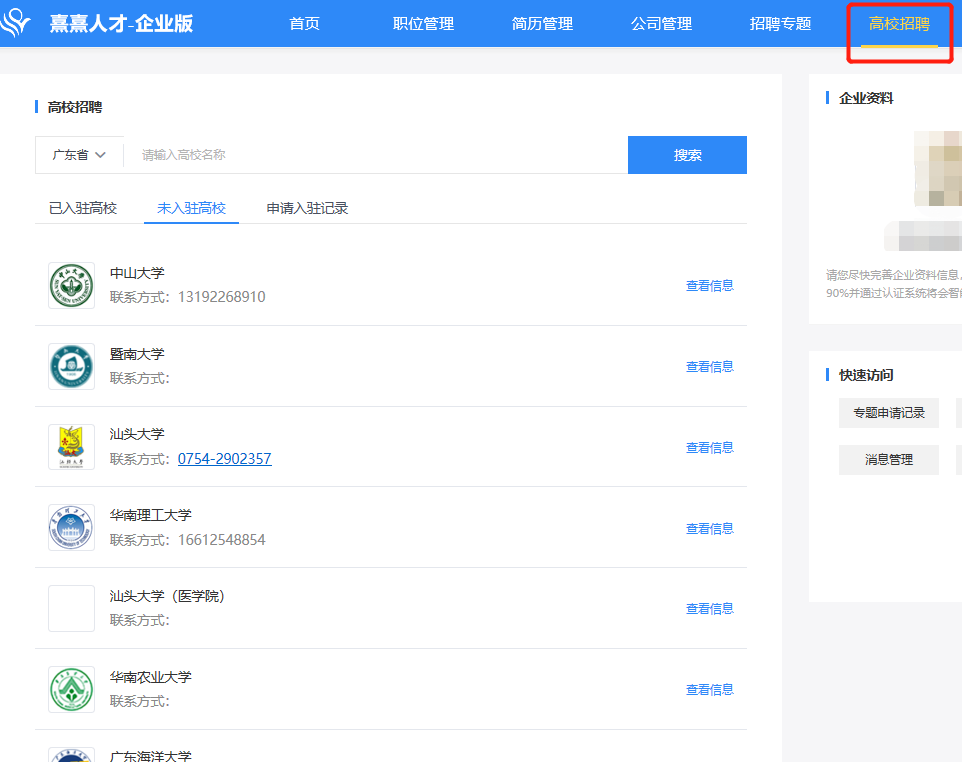 熹熹人才-企业版
首页 职位管理 简历管理 公司管理 招聘专题 高校招聘
高校招聘
广东省 请输入高校名称 搜索
已入驻高校 未入驻高校 申请入驻记录
中山大学
联系方式：13192268910
查看信息
暨南大学
联系方式：
查看信息
汕头大学
联系方式：0754-2902357
查看信息
华南理工大学
联系方式：16612548854
查看信息
汕头大学（医学院）
联系方式：
查看信息
华南农业大学
联系方式：
查看信息
广东海洋大学
企业资料
请您尽快完善企业资料信息，
90%并通过认证系统将会智
快速访问
专题申请记录
消息管理